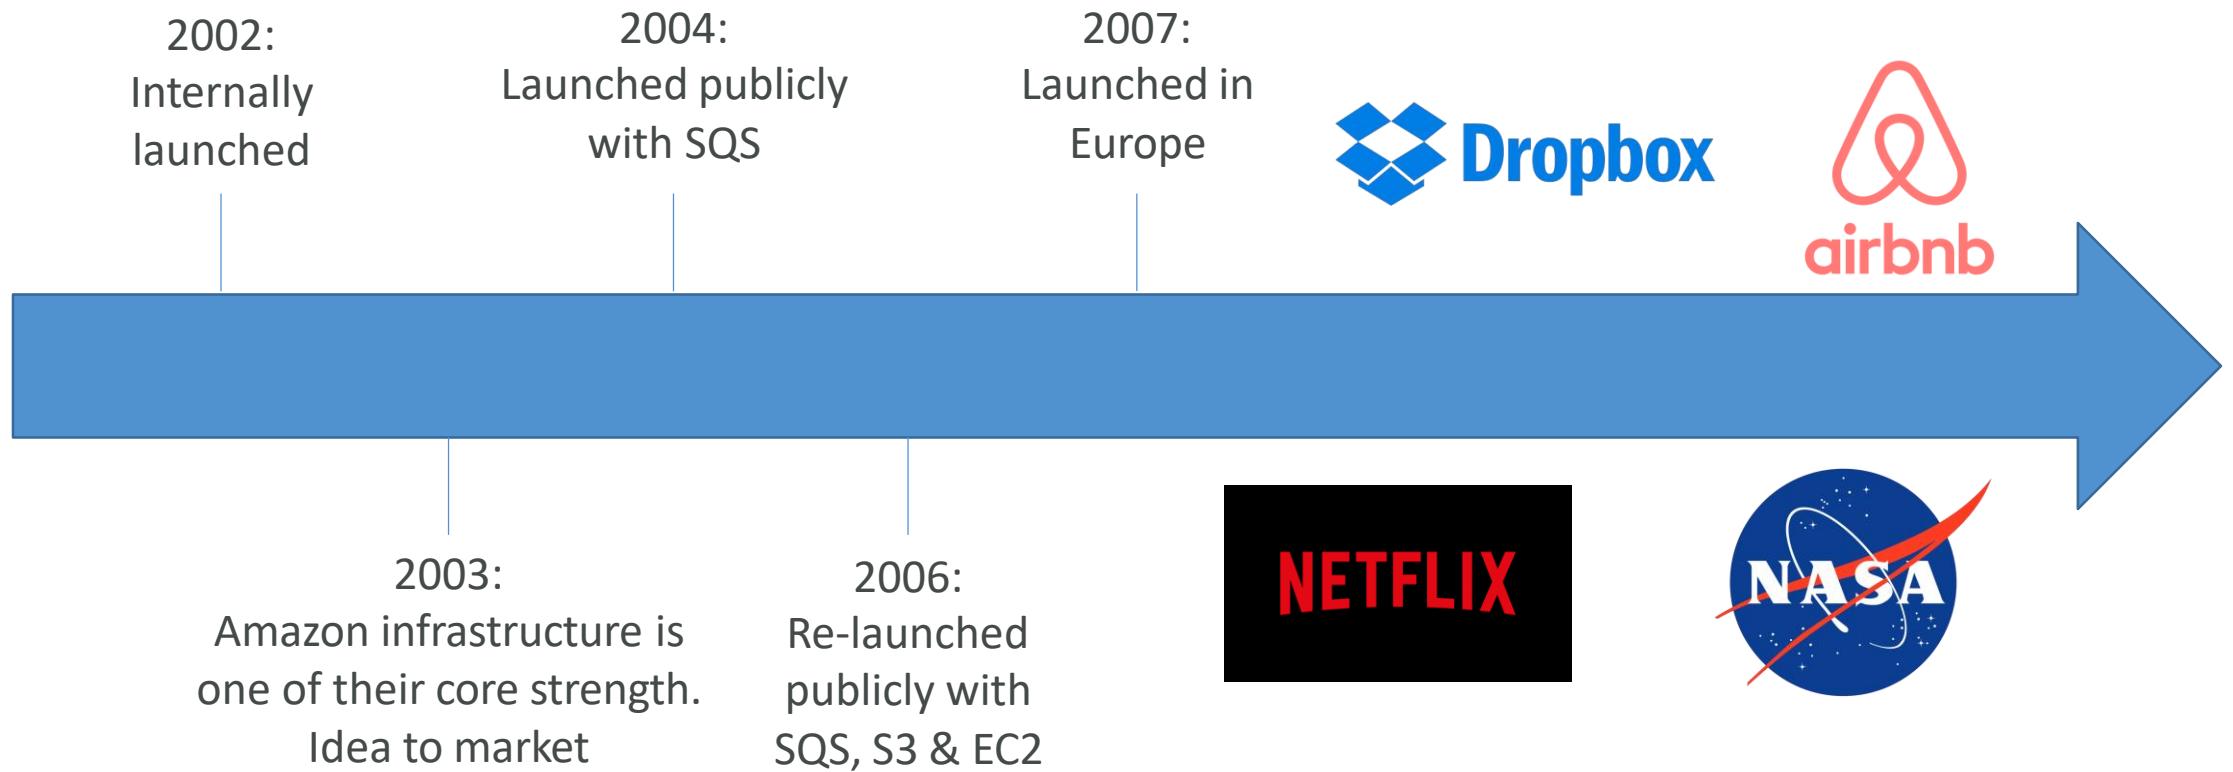 2002:
Internally
launched
2003:
Amazon infrastructure is
one of their core strength.
Idea to market
2004:
Launched publicly
with SQS
2006:
Re-launched
publicly with
SQS, S3 & EC2
2007:
Launched in
Europe
Dropbox
airbnb
NETFLIX
NASA